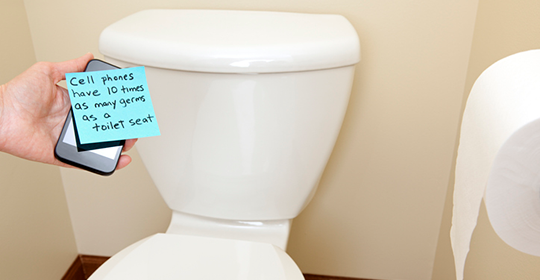 Cell phones
have 10 times
as many germs
as a
toilet seat